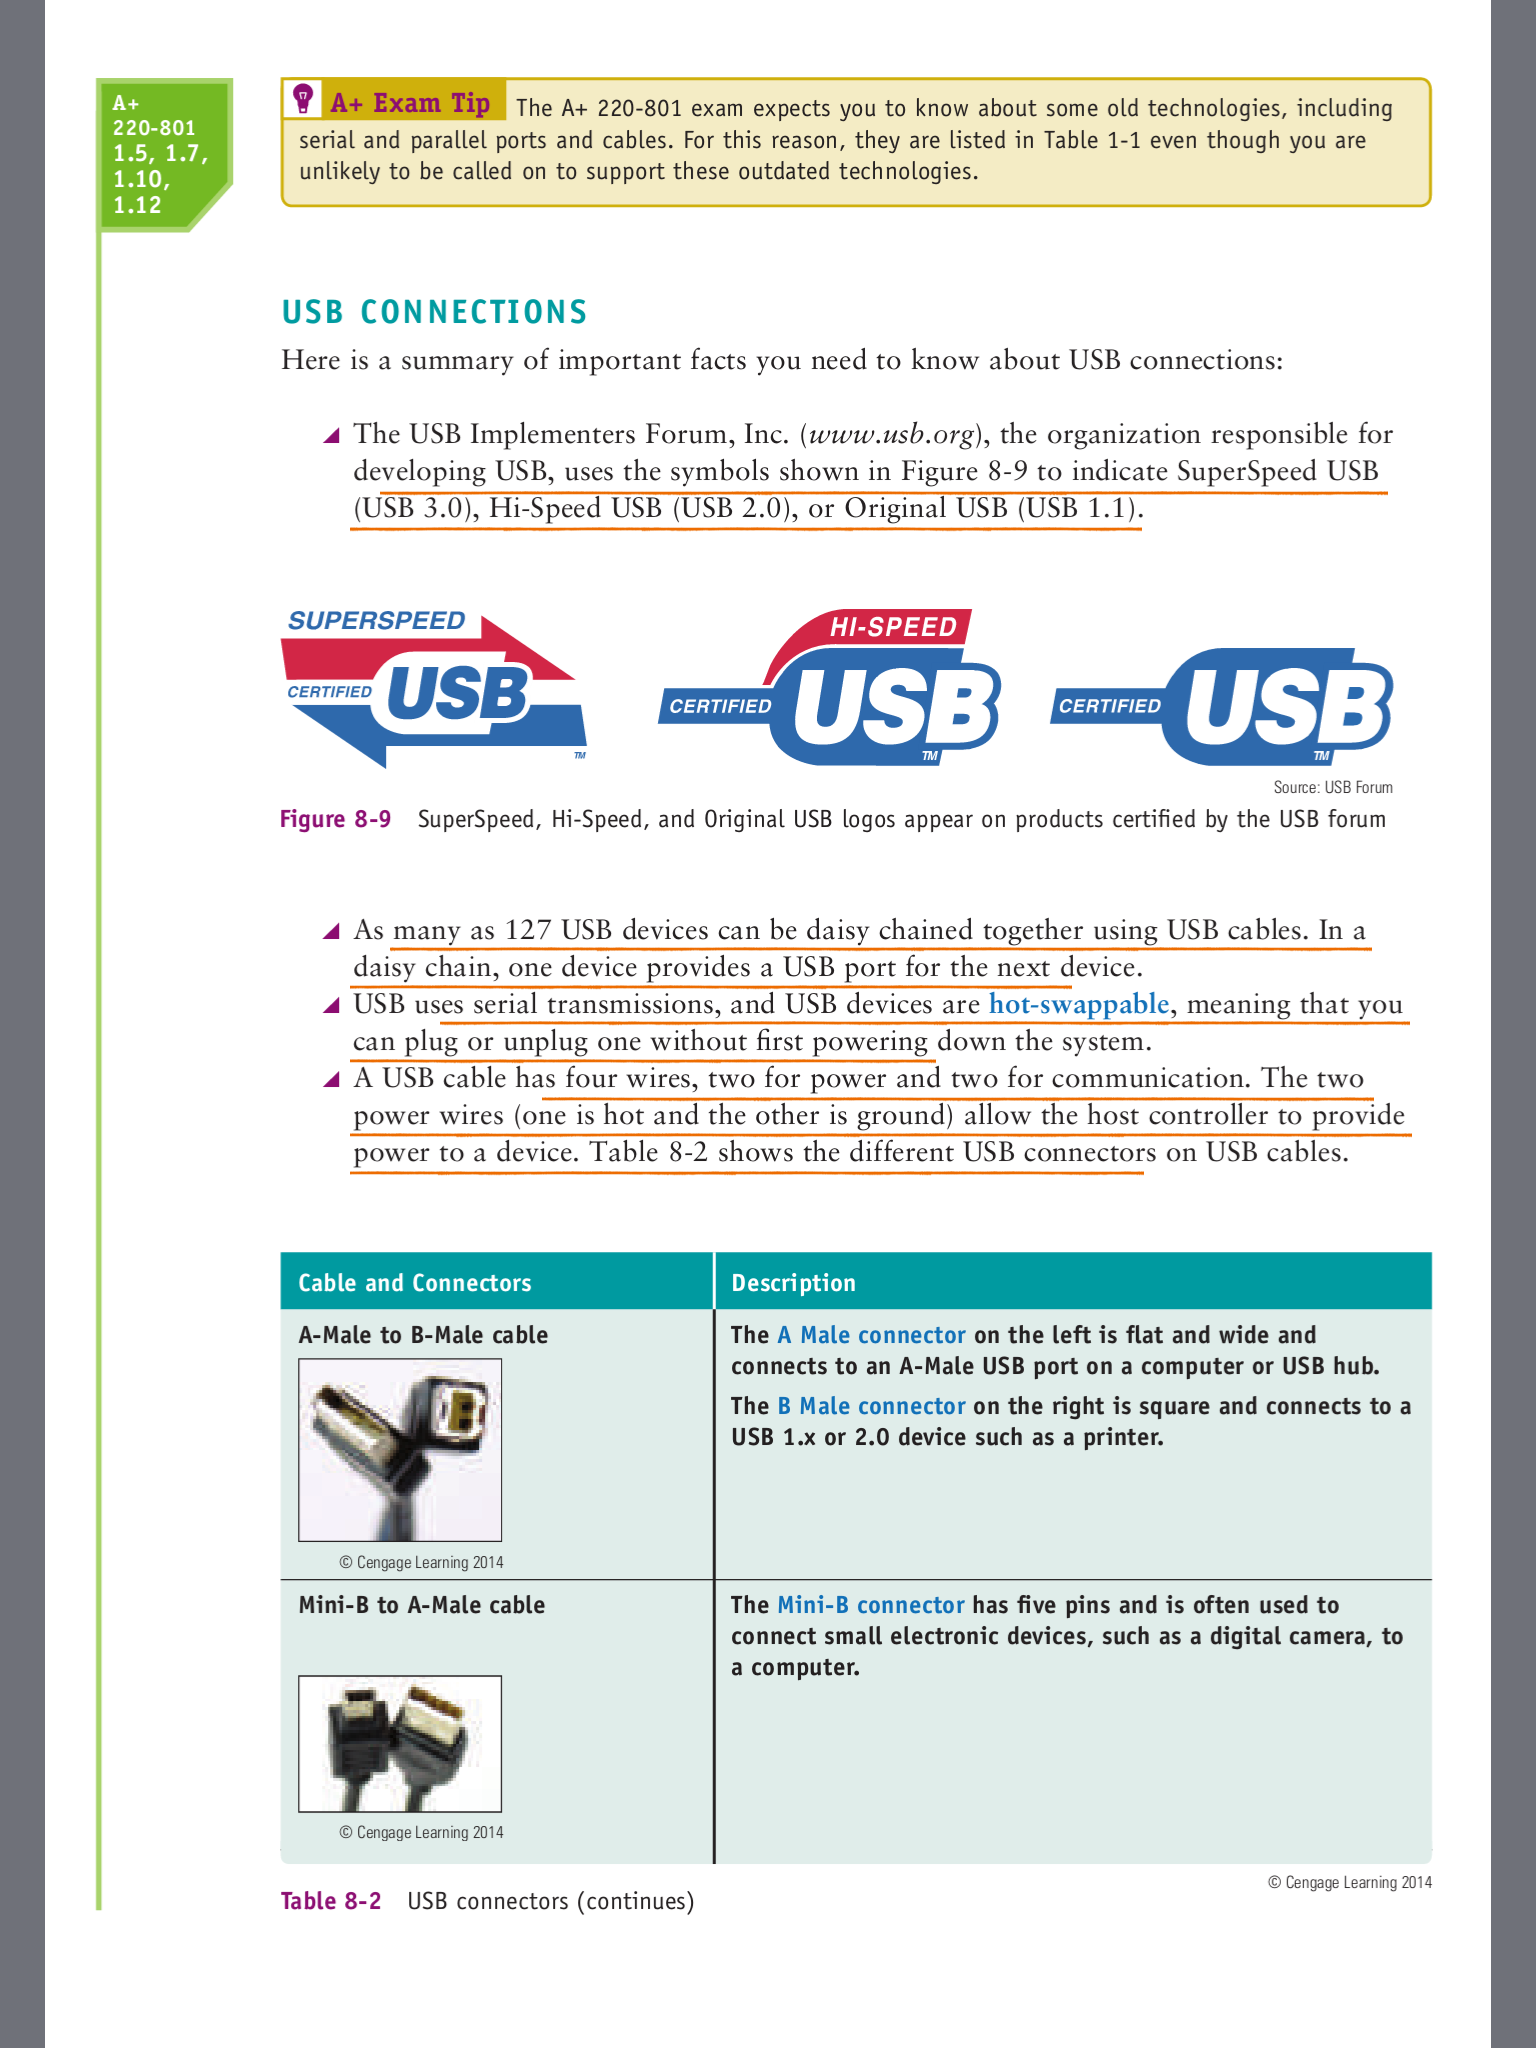 A+
220-801
1.5, 1.7,
1.10,
1.12
A+ Exam Tip The A+ 220-801 exam expects you to know about some old technologies, including
serial and parallel ports and cables. For this reason, they are listed in Table 1-1 even though you are
unlikely to be called on to support these outdated technologies.
USB CONNECTIONS
Here is a summary of important facts you need to know about USB connections:
The USB Implementers Forum, Inc. (www.usb.org), the organization responsible for
developing USB, uses the symbols shown in Figure 8-9 to indicate SuperSpeed USB
(USB 3.0), Hi-Speed USB (USB 2.0), or Original USB (USB 1.1).
SUPERSPEED
CERTIFIED USB
TM
HI-SPEED
CERTIFIED USB
TM
CERTIFIED USB
TM
Source: USB Forum
Figure 8-9 SuperSpeed, Hi-Speed, and Original USB logos appear on products certified by the USB forum
As many as 127 USB devices can be daisy chained together using USB cables. In a
daisy chain, one device provides a USB port for the next device.
USB uses serial transmissions, and USB devices are hot-swappable, meaning that you
can plug or unplug one without first powering down the system.
A USB cable has four wires, two for power and two for communication. The two
power wires (one is hot and the other is ground) allow the host controller to provide
power to a device. Table 8-2 shows the different USB connectors on USB cables.
Cable and Connectors
Description
A-Male to B-Male cable
© Cengage Learning 2014
The A Male connector on the left is flat and wide and
connects to an A-Male USB port on a computer or USB hub.
The B Male connector on the right is square and connects to a
USB 1.x or 2.0 device such as a printer.
Mini-B to A-Male cable
© Cengage Learning 2014
The Mini-B connector has five pins and is often used to
connect small electronic devices, such as a digital camera, to
a computer.
© Cengage Learning 2014
Table 8-2 USB connectors (continues)